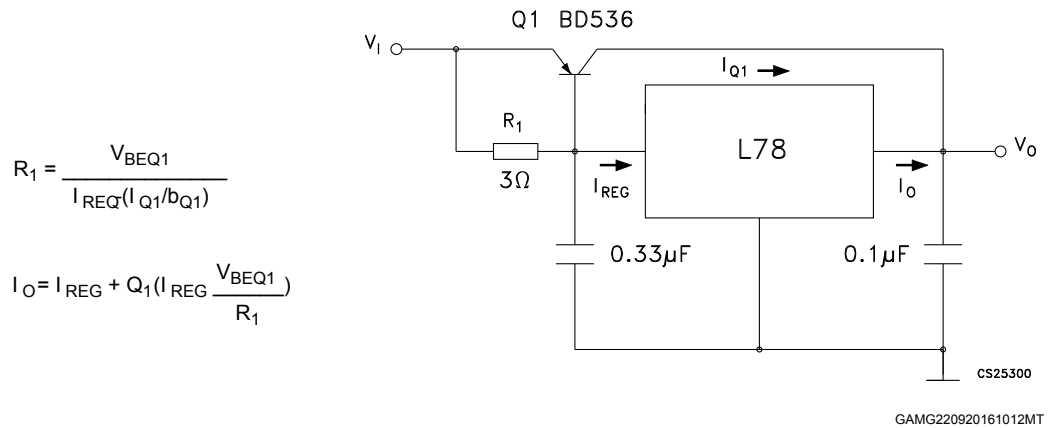 Q1 BD536
VI
IQ1
R1
3Ω
L78
VO
IREG
IO
0.33µF
0.1µF
R1 = VBEQ1
IREQ-(IQ1/bQ1)
IO= IREG + Q1(IREG VBEQ1)
R1
CS25300
GAMG220920161012MT